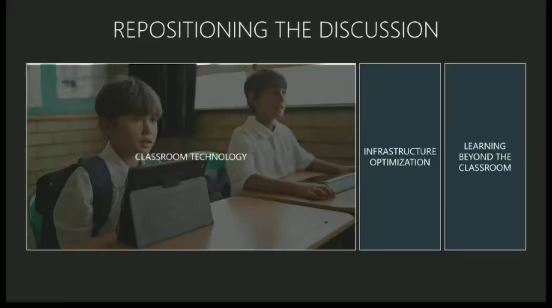 REPOSITIONING THE DISCUSSION
CLASSROOM TECHNOLOGY
INFRASTRUCTURE
OPTIMIZATION
LEARNING
BEYOND THE
CLASSROOM